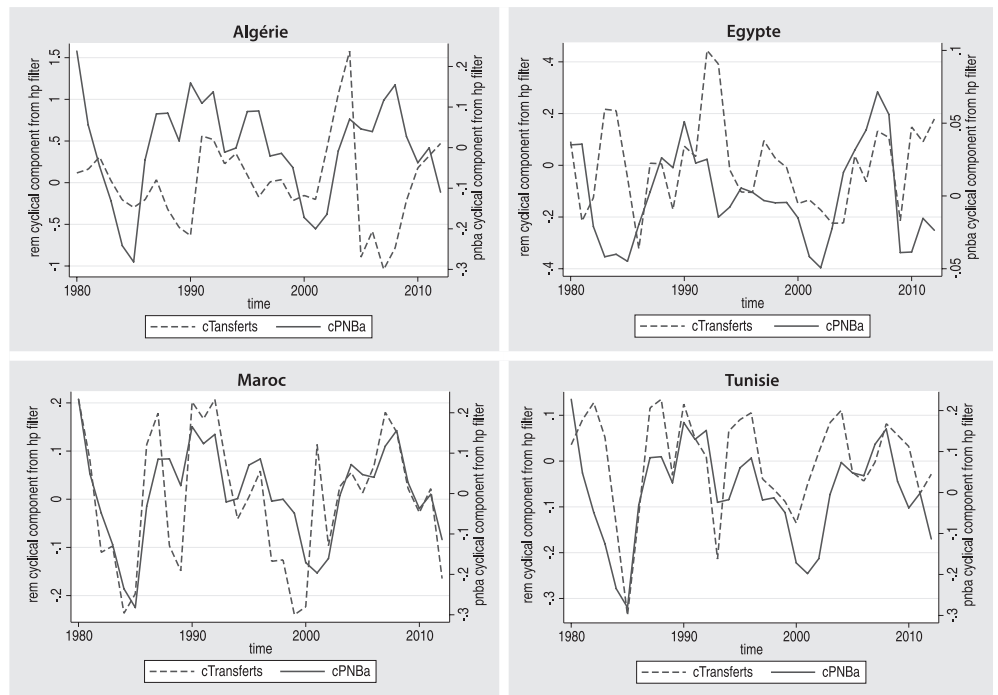 Algérie
rem cyclical component from hp filter
1.5
1
.5
0
-.5
-1
.2
.1
0
-.1
-.2
-.3
pnba cyclical component from hp filter
1980 1990 2000 2010
time
cTansferts cPNBa
Egypte
rem cyclical component from hp filter
.4
.2
0
-.2
-.4
.1
.05
0
-.05
pnba cyclical component from hp filter
1980 1990 2000 2010
time
cTransferts cPNBa
Maroc
rem cyclical component from hp filter
.2
.1
0
-.1
-.2
.2
.1
0
-.1
-.2
-.3
pnba cyclical component from hp filter
1980 1990 2000 2010
time
cTransferts cPNBa
Tunisie
rem cyclical component from hp filter
.1
0
-.1
-.2
-.3
.2
.1
0
-.1
-.2
-.3
pnba cyclical component from hp filter
1980 1990 2000 2010
time
cTransferts cPNBa